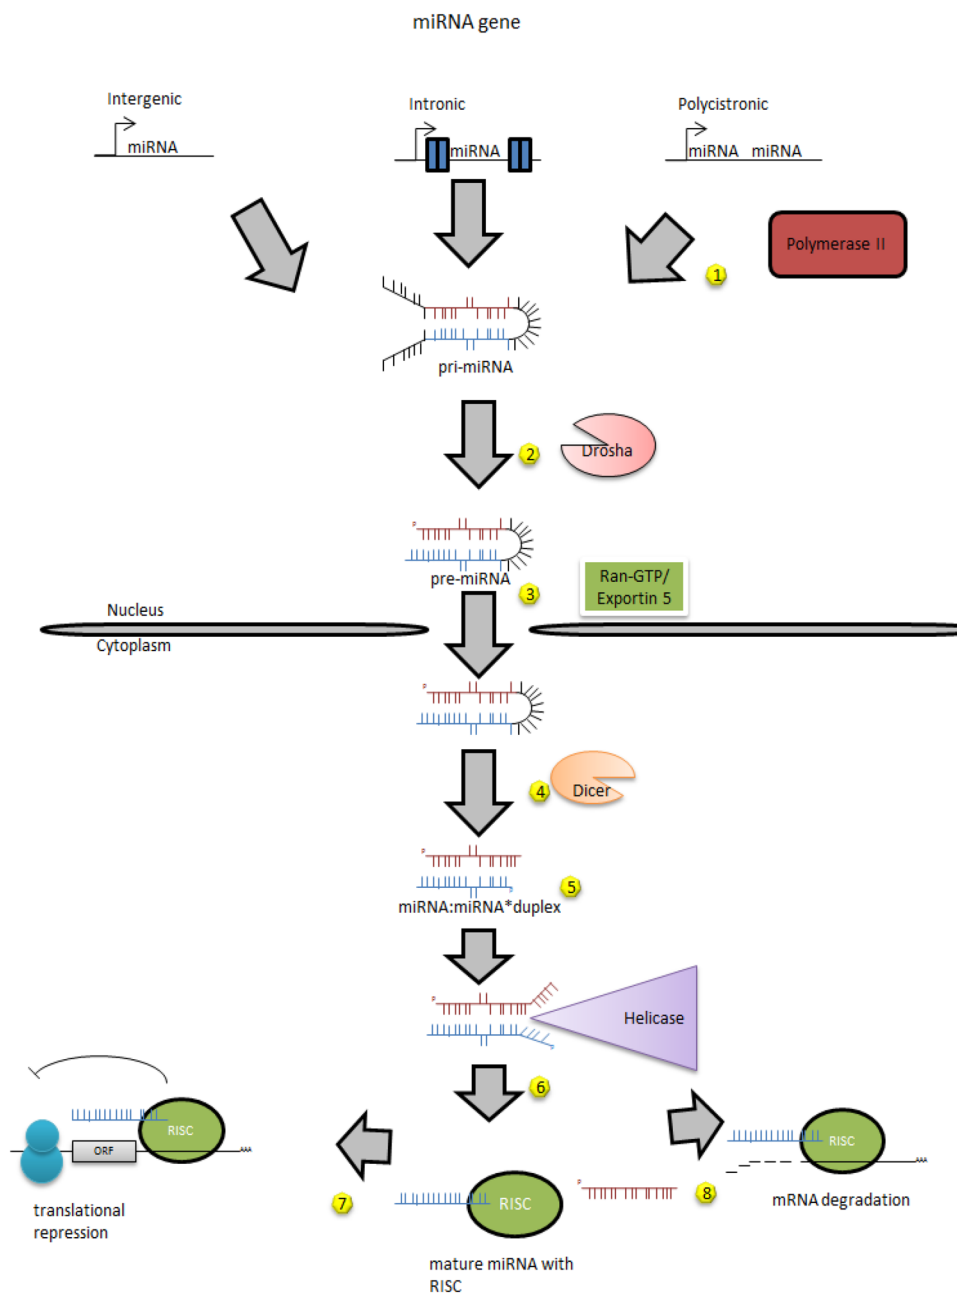 miRNA gene
Intergenic
miRNA
Intronic
miRNA
Polycistronic
miRNA miRNA
Polymerase II
1
pri-miRNA
2
Drosha
P
pre-miRNA
3
Ran-GTP/
Exportin 5
Nucleus
Cytoplasm
P
4
Dicer
P
P
5
miRNA:miRNA*duplex
P
P
Helicase
6
RISC
ORF
AAA
translational
repression
7
RISC
P
mature miRNA with
RISC
8
RISC
AAA
mRNA degradation